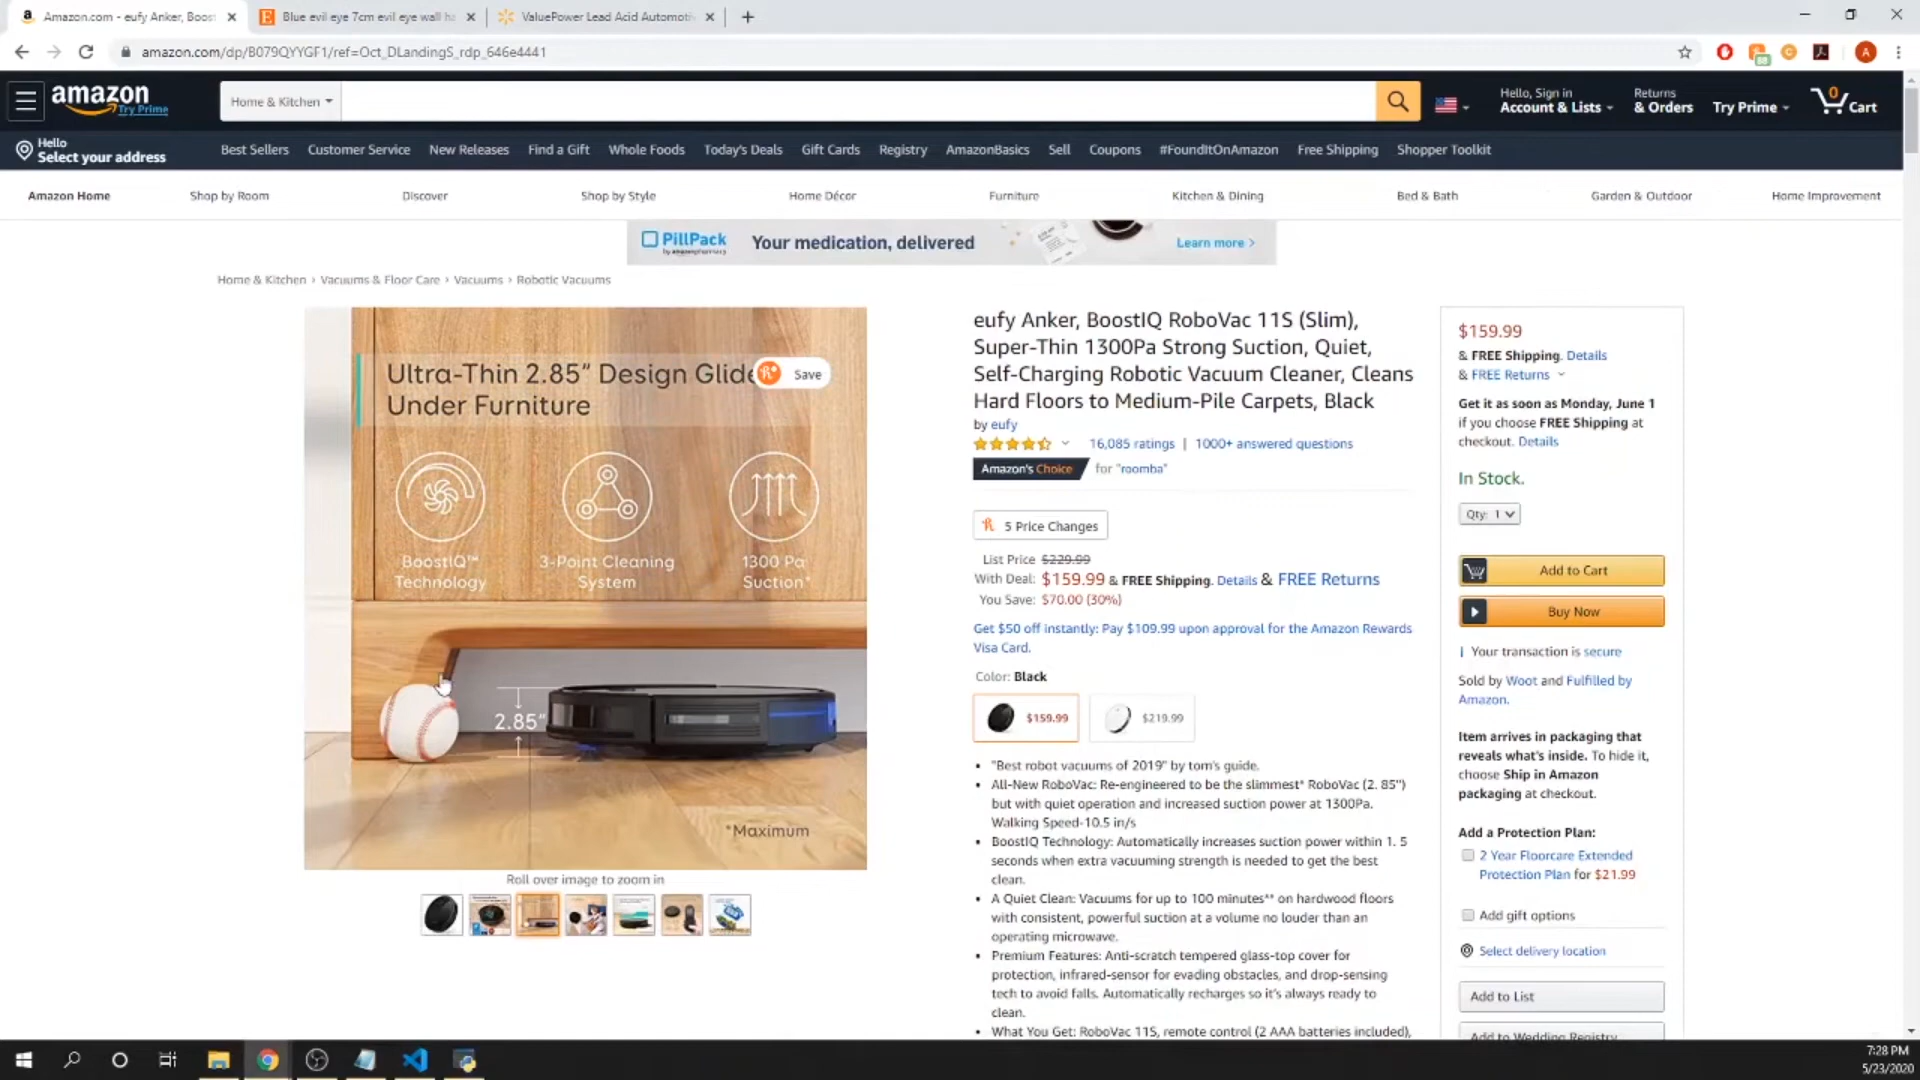 Amazon.com - eufy Anker, Boost
Blue evil eye 7cm evil eye wall ha
ValuePower Lead Acid Automoti
amazon.com/dp/B079QYYGF1/ref=Oct_DLandingS_rdp_646e4441
amazon
Try Prime
Home & Kitchen
Hello, Sign in
Account & Lists
Returns
& Orders
Try Prime
0
Cart
Hello
Select your address
Best Sellers Customer Service New Releases Find a Gift Whole Foods Today's Deals Gift Cards Registry AmazonBasics Sell Coupons #FoundItOnAmazon Free Shipping Shopper Toolkit
Amazon Home Shop by Room Discover Shop by Style Home Décor Furniture Kitchen & Dining Bed & Bath Garden & Outdoor Home Improvement
PillPack
by amazon pharmacy
Your medication, delivered
Learn more >
Home & Kitchen › Vacuums & Floor Care › Vacuums › Robotic Vacuums
Ultra-Thin 2.85” Design Glide
Under Furniture
Save
BoostIQ™
Technology
3-Point Cleaning
System
1300 Pa
Suction*
2.85"
*Maximum
Roll over image to zoom in
eufy Anker, BoostIQ RoboVac 11S (Slim),
Super-Thin 1300Pa Strong Suction, Quiet,
Self-Charging Robotic Vacuum Cleaner, Cleans
Hard Floors to Medium-Pile Carpets, Black
by eufy
16,085 ratings | 1000+ answered questions
Amazon's Choice for "roomba"
5 Price Changes
List Price $229.99
With Deal: $159.99 & FREE Shipping. Details & FREE Returns
You Save: $70.00 (30%)
Get $50 off instantly: Pay $109.99 upon approval for the Amazon Rewards
Visa Card.
Color: Black
$159.99
$219.99
• "Best robot vacuums of 2019" by tom's guide.
• All-New RoboVac: Re-engineered to be the slimmest* RoboVac (2. 85")
but with quiet operation and increased suction power at 1300Pa.
Walking Speed-10.5 in/s
• BoostIQ Technology: Automatically increases suction power within 1. 5
seconds when extra vacuuming strength is needed to get the best
clean.
• A Quiet Clean: Vacuums for up to 100 minutes** on hardwood floors
with consistent, powerful suction at a volume no louder than an
operating microwave.
• Premium Features: Anti-scratch tempered glass-top cover for
protection, infrared-sensor for evading obstacles, and drop-sensing
tech to avoid falls. Automatically recharges so it's always ready to
clean.
• What You Get: RoboVac 11S, remote control (2 AAA batteries included),
$159.99
& FREE Shipping. Details
& FREE Returns
Get it as soon as Monday, June 1
if you choose FREE Shipping at
checkout. Details
In Stock.
Qty: 1
Add to Cart
Buy Now
Your transaction is secure
Sold by Woot and Fulfilled by
Amazon.
Item arrives in packaging that
reveals what's inside. To hide it,
choose Ship in Amazon
packaging at checkout.
Add a Protection Plan:
2 Year Floorcare Extended
Protection Plan for $21.99
Add gift options
Select delivery location
Add to List
Add to Wedding Registry
7:28 PM
5/23/2020